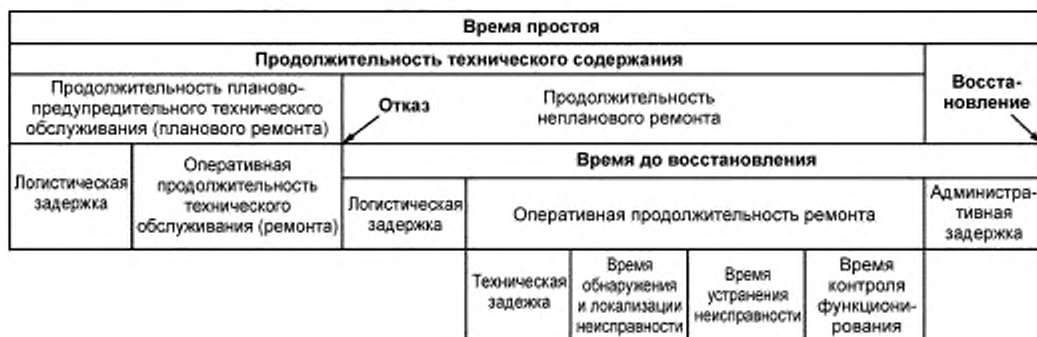 Время простоя
Продолжительность технического содержания
Продолжительность планово-
предупредительного технического
обслуживания (планового ремонта)
Отказ
Продолжительность
непланового ремонта
Восста-
новление
Время до восстановления
Логистическая
задержка
Оперативная
продолжительность
технического
обслуживания (ремонта)
Логистическая
задержка
Оперативная продолжительность ремонта
Администра-
тивная
задержка
Техническая
задежка
Время
обнаружения
и локализации
неисправности
Время
устранения
неисправности
Время
контроля
функциони-
рования